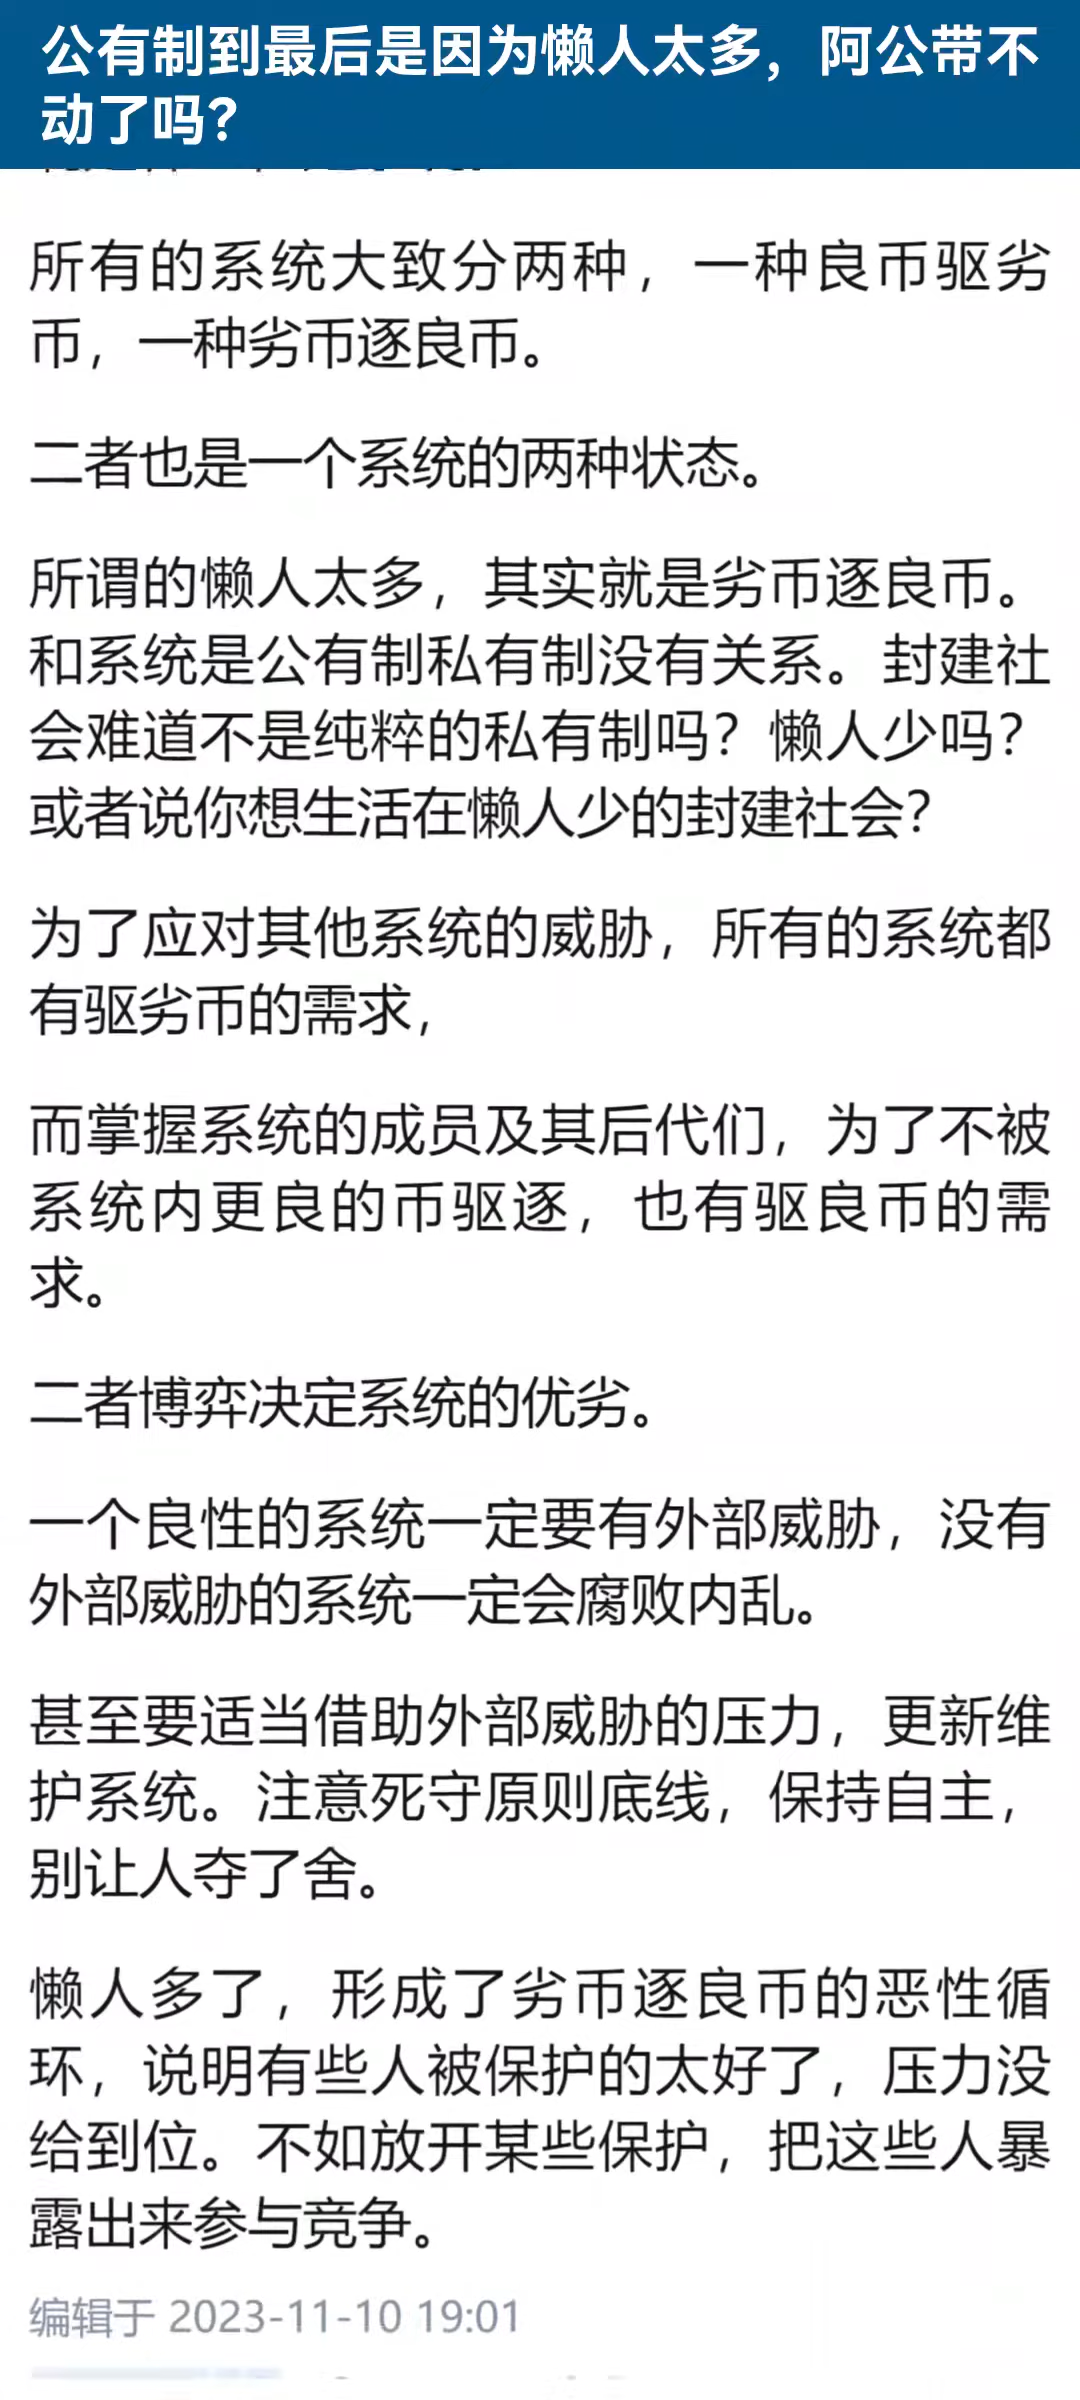 公有制到最后是因为懒人太多，阿公带不
动了吗？
所有的系统大致分两种，一种良币驱劣
币，一种劣币逐良币。
二者也是一个系统的两种状态。
所谓的懒人太多，其实就是劣币逐良币。
和系统是公有制私有制没有关系。封建社
会难道不是纯粹的私有制吗？懒人少吗？
或者说你想生活在懒人少的封建社会？
为了应对其他系统的威胁，所有的系统都
有驱劣币的需求，
而掌握系统的成员及其后代们，为了不被
系统内更良的币驱逐，也有驱良币的需
求。
二者博弈决定系统的优劣。
一个良性的系统一定要有外部威胁，没有
外部威胁的系统一定会腐败内乱。
甚至要适当借助外部威胁的压力，更新维
护系统。注意死守原则底线，保持自主，
别让人夺了舍。
懒人多了，形成了劣币逐良币的恶性循
环，说明有些人被保护的太好了，压力没
给到位。不如放开某些保护，把这些人暴
露出来参与竞争。
编辑于 2023-11-10 19:01